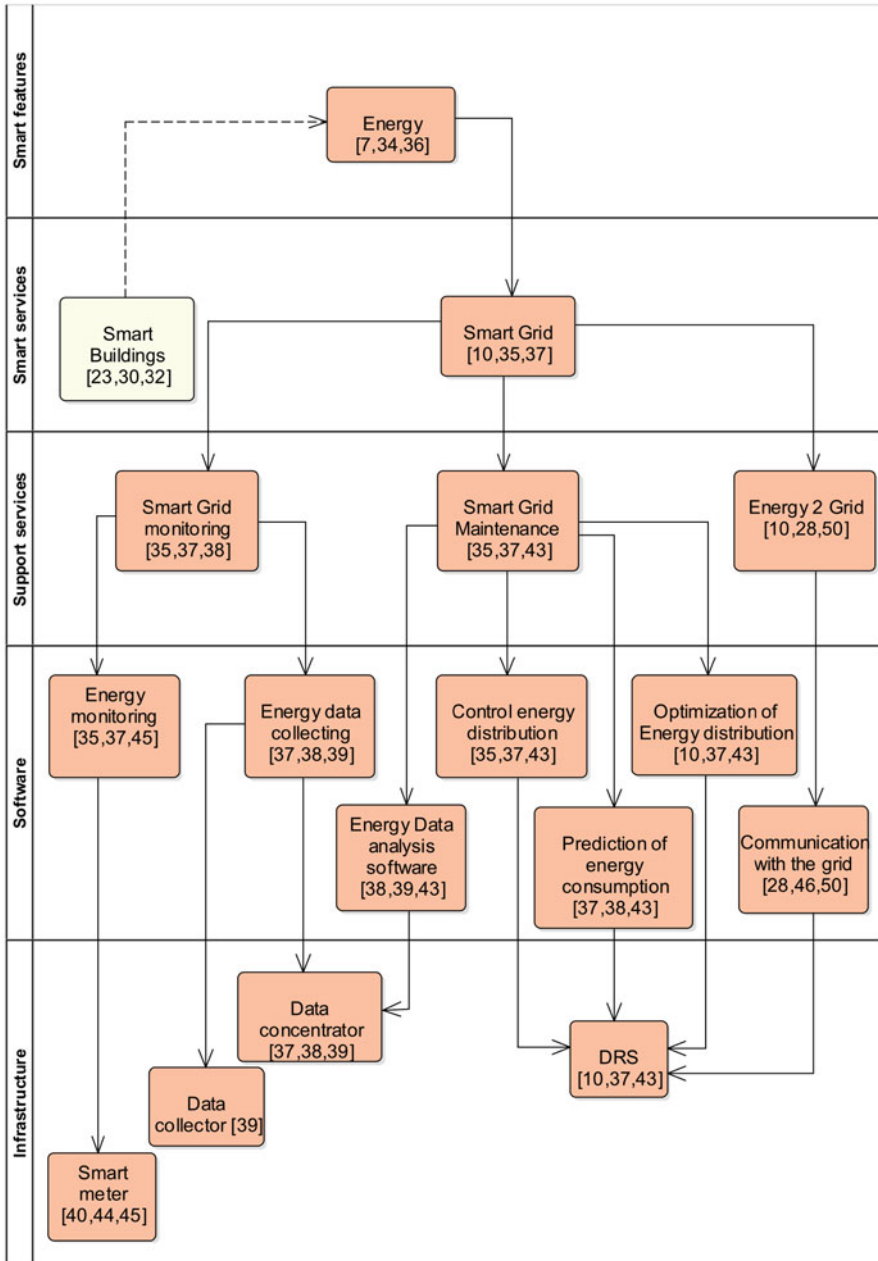 Smart features
Energy
[7,34,36]
Smart services
Smart
Buildings
[23,30,32]
Smart Grid
[10,35,37]
Support services
Smart Grid
monitoring
[35,37,38]
Smart Grid
Maintenance
[35,37,43]
Energy 2 Grid
[10,28,50]
Software
Energy
monitoring
[35,37,45]
Energy data
collecting
[37,38,39]
Control energy
distribution
[35,37,43]
Optimization of
Energy distribution
[10,37,43]
Energy Data
analysis
software
[38,39,43]
Prediction of
energy
consumption
[37,38,43]
Communication
with the grid
[28,46,50]
Infrastructure
Data
concentrator
[37,38,39]
DRS
[10,37,43]
Data
collector [39]
Smart
meter
[40,44,45]